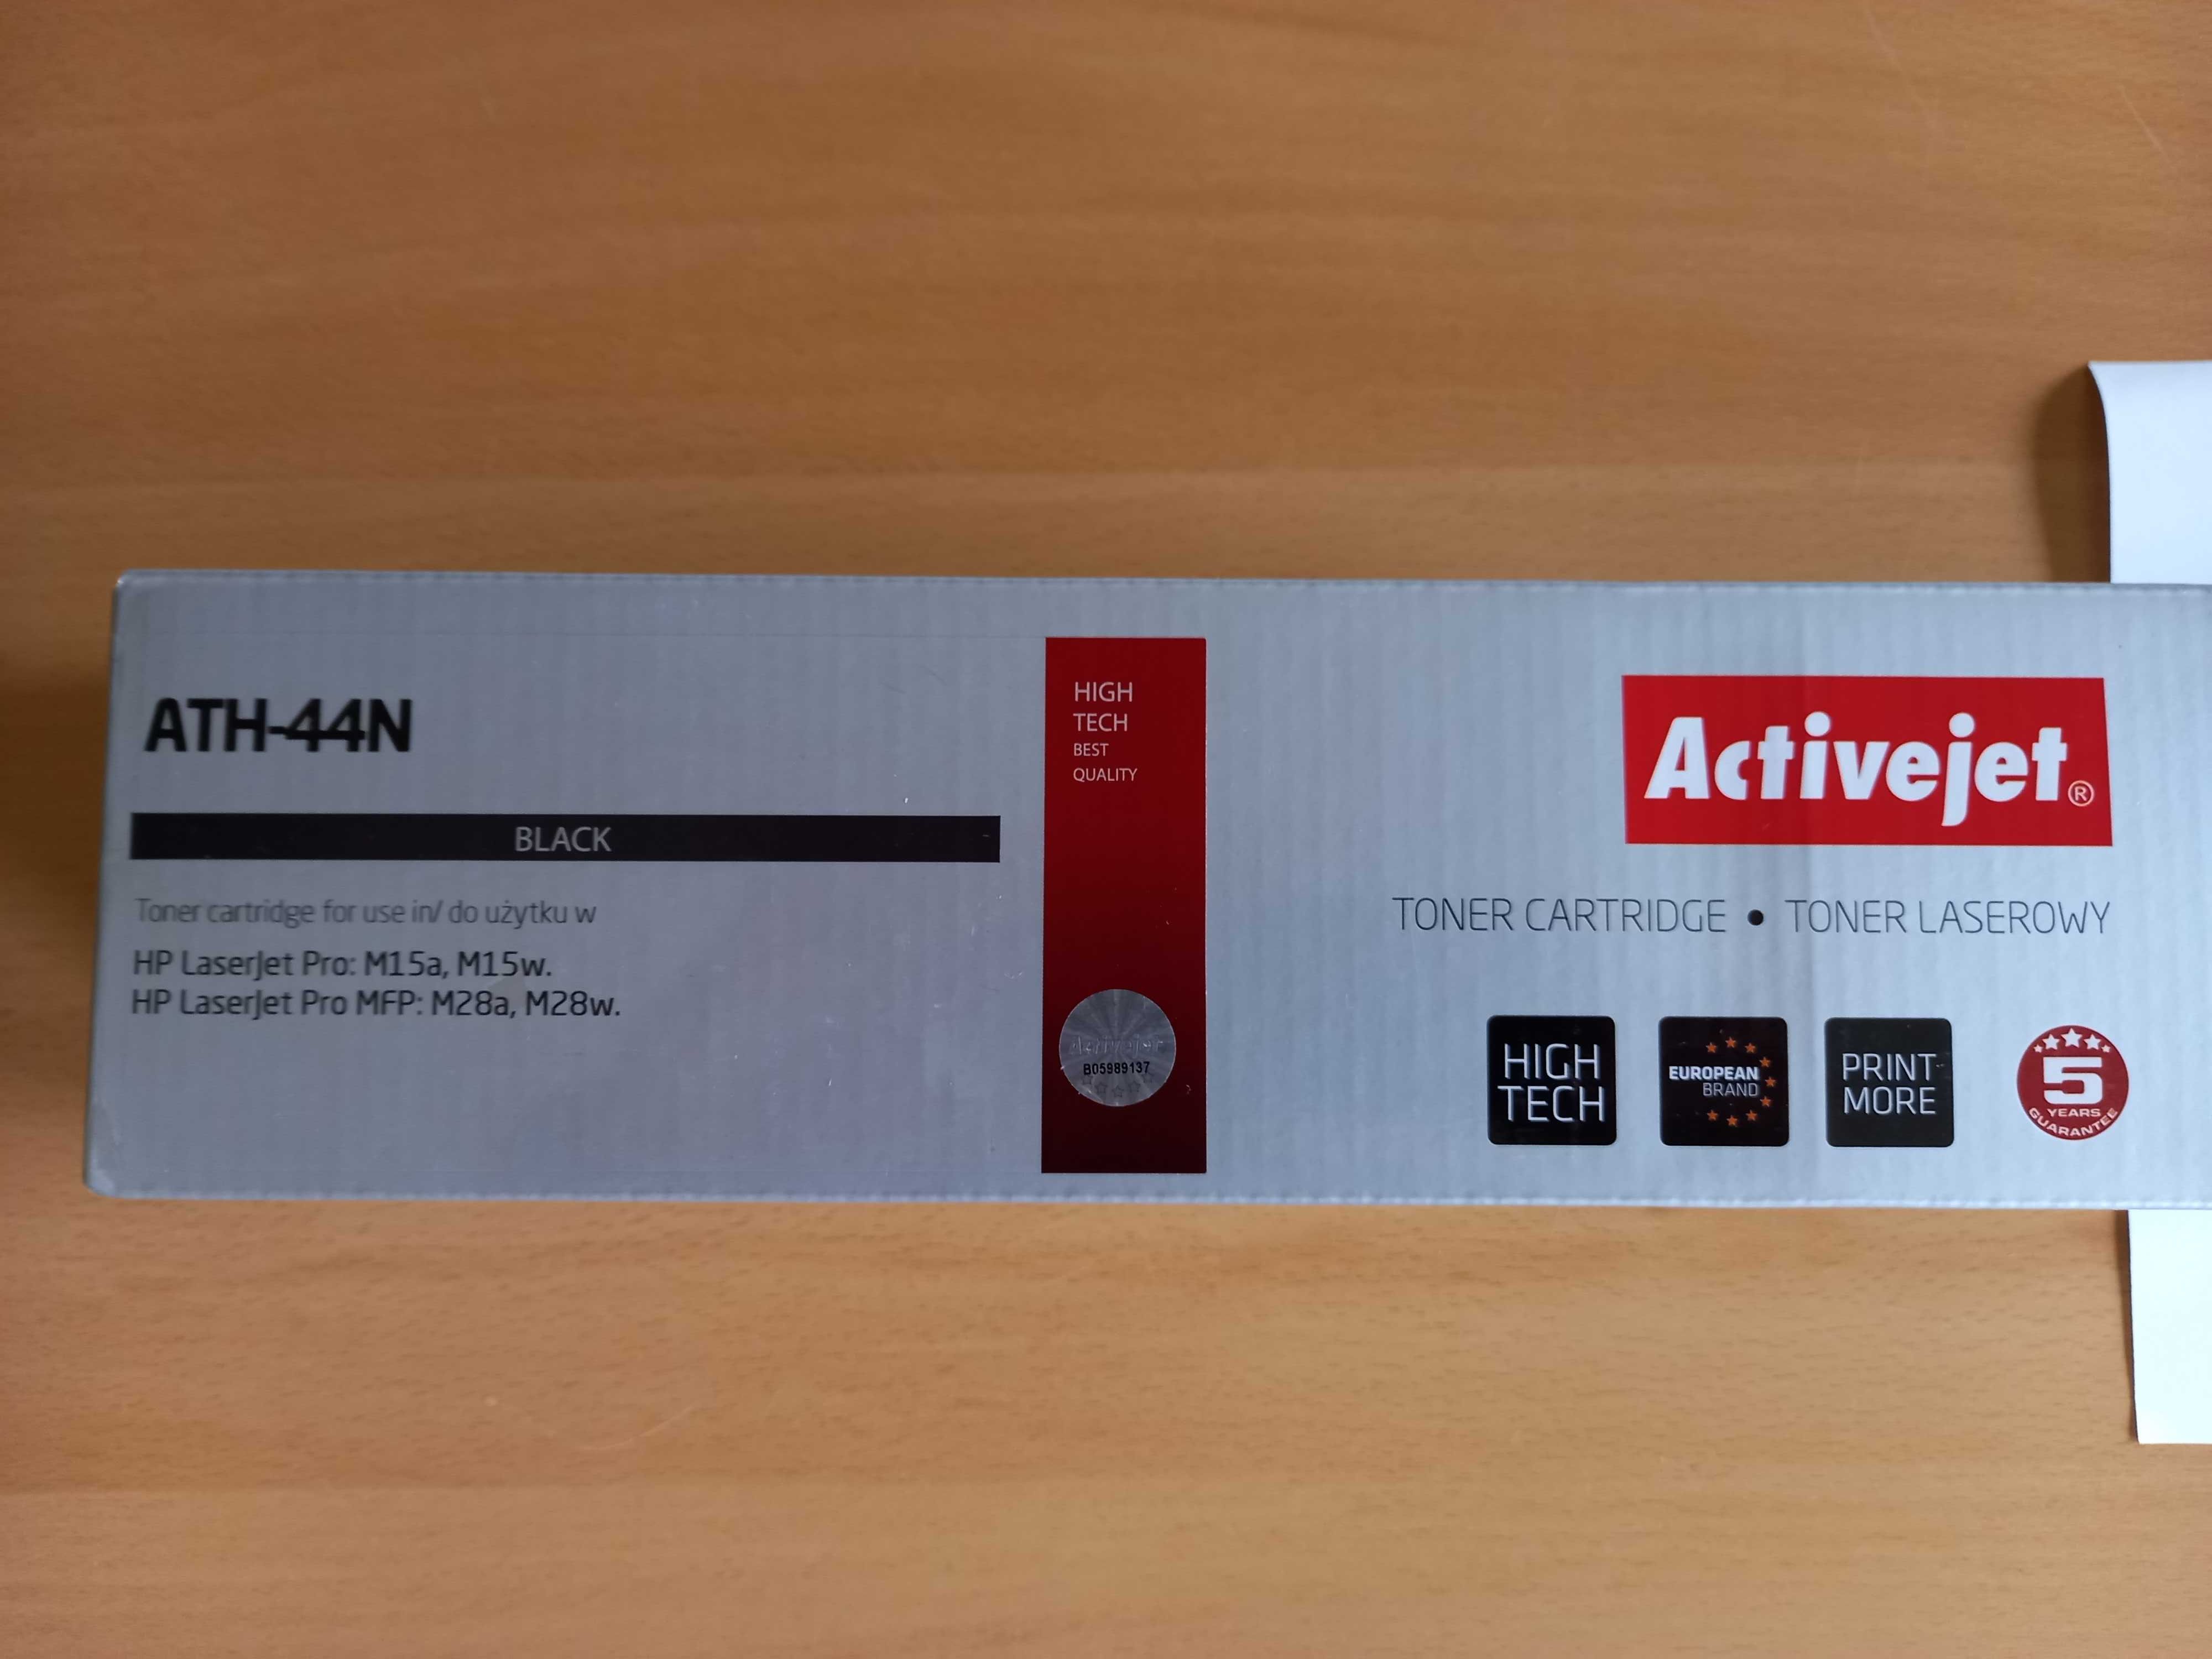 ATH-44N
BLACK
Toner cartridge for use in/ do użytku w
HP LaserJet Pro: M15a, M15w.
HP LaserJet Pro MFP: M28a, M28w.
HIGH
TECH
BEST
QUALITY
Activejet
B05989137
Activejet®
TONER CARTRIDGE • TONER LASEROWY
HIGH
TECH
EUROPEAN
BRAND
PRINT
MORE
5
YEARS
GUARANTEE